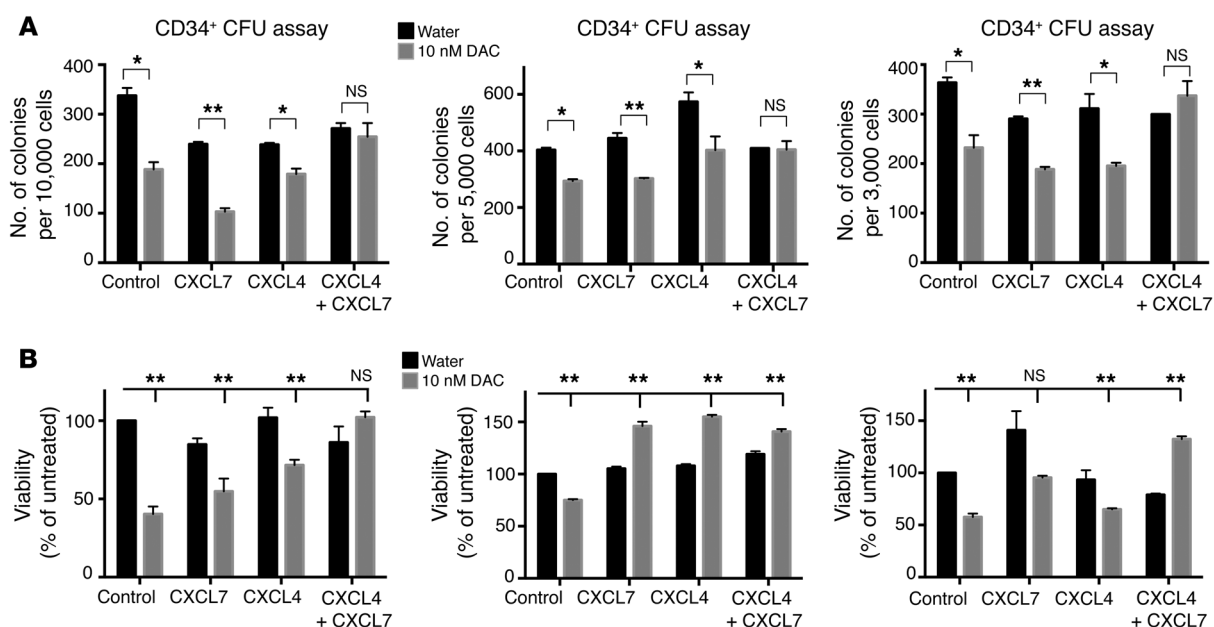 A
CD34+ CFU assay
No. of colonies
per 10,000 cells
400
300
200
100
0
*
**
*
NS
Control
CXCL7
CXCL4
CXCL4
+ CXCL7
Water
10 nM DAC
CD34+ CFU assay
No. of colonies
per 5,000 cells
600
400
400
0
*
**
*
NS
Control
CXCL7
CXCL4
CXCL4
+ CXCL7
CD34+ CFU assay
No. of colonies
per 3,000 cells
400
300
200
100
0
*
**
*
NS
Control
CXCL7
CXCL4
CXCL4
+ CXCL7
B
Viability
(% of untreated)
100
50
0
**
**
**
NS
Control
CXCL7
CXCL4
CXCL4
+ CXCL7
Water
10 nM DAC
Viability
(% of untreated)
150
100
50
0
**
**
**
**
Control
CXCL7
CXCL4
CXCL4
+ CXCL7
Viability
(% of untreated)
150
100
50
0
**
NS
**
**
Control
CXCL7
CXCL4
CXCL4
+ CXCL7